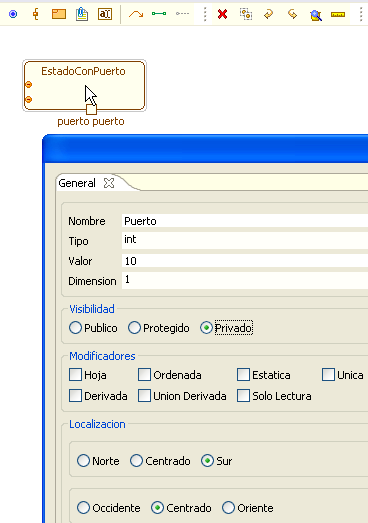 EstadoConPuerto
puerto puerto
General
Nombre Puerto
Tipo int
Valor 10
Dimension 1
Visibilidad
Publico Protegido Privado
Modificadores
Hoja Ordenada Estatica Unica
Derivada Union Derivada Solo Lectura
Localizacion
Norte Centrado Sur
Occidente Centrado Oriente